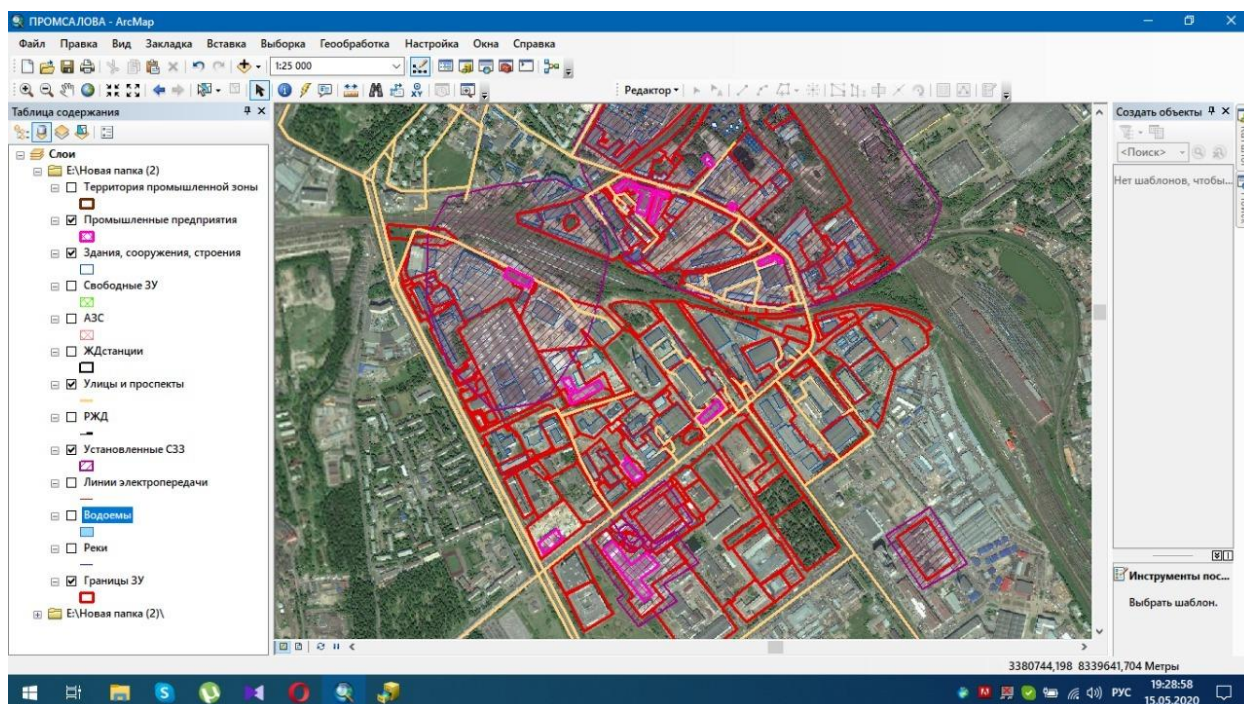 ПРОМСАЛОВА - ArcMap
Файл Правка Вид Закладка Вставка Выборка Геообработка Настройка Окна Справка
1:25 000
Редактор
Таблица содержания
Слои
E:\Новая папка (2)
Территория промышленной зоны
Промышленные предприятия
Здания, сооружения, строения
Свободные ЗУ
АЗС
ЖДстанции
Улицы и проспекты
РЖД
Установленные СЗЗ
Линии электропередачи
Водоемы
Реки
Границы ЗУ
E:\Новая папка (2)\
Создать объекты
<Поиск>
Нет шаблонов, чтобы...
Инструменты пос...
Выбрать шаблон.
3380744,198 8339641,704 Метры
РУС
19:28:58
15.05.2020